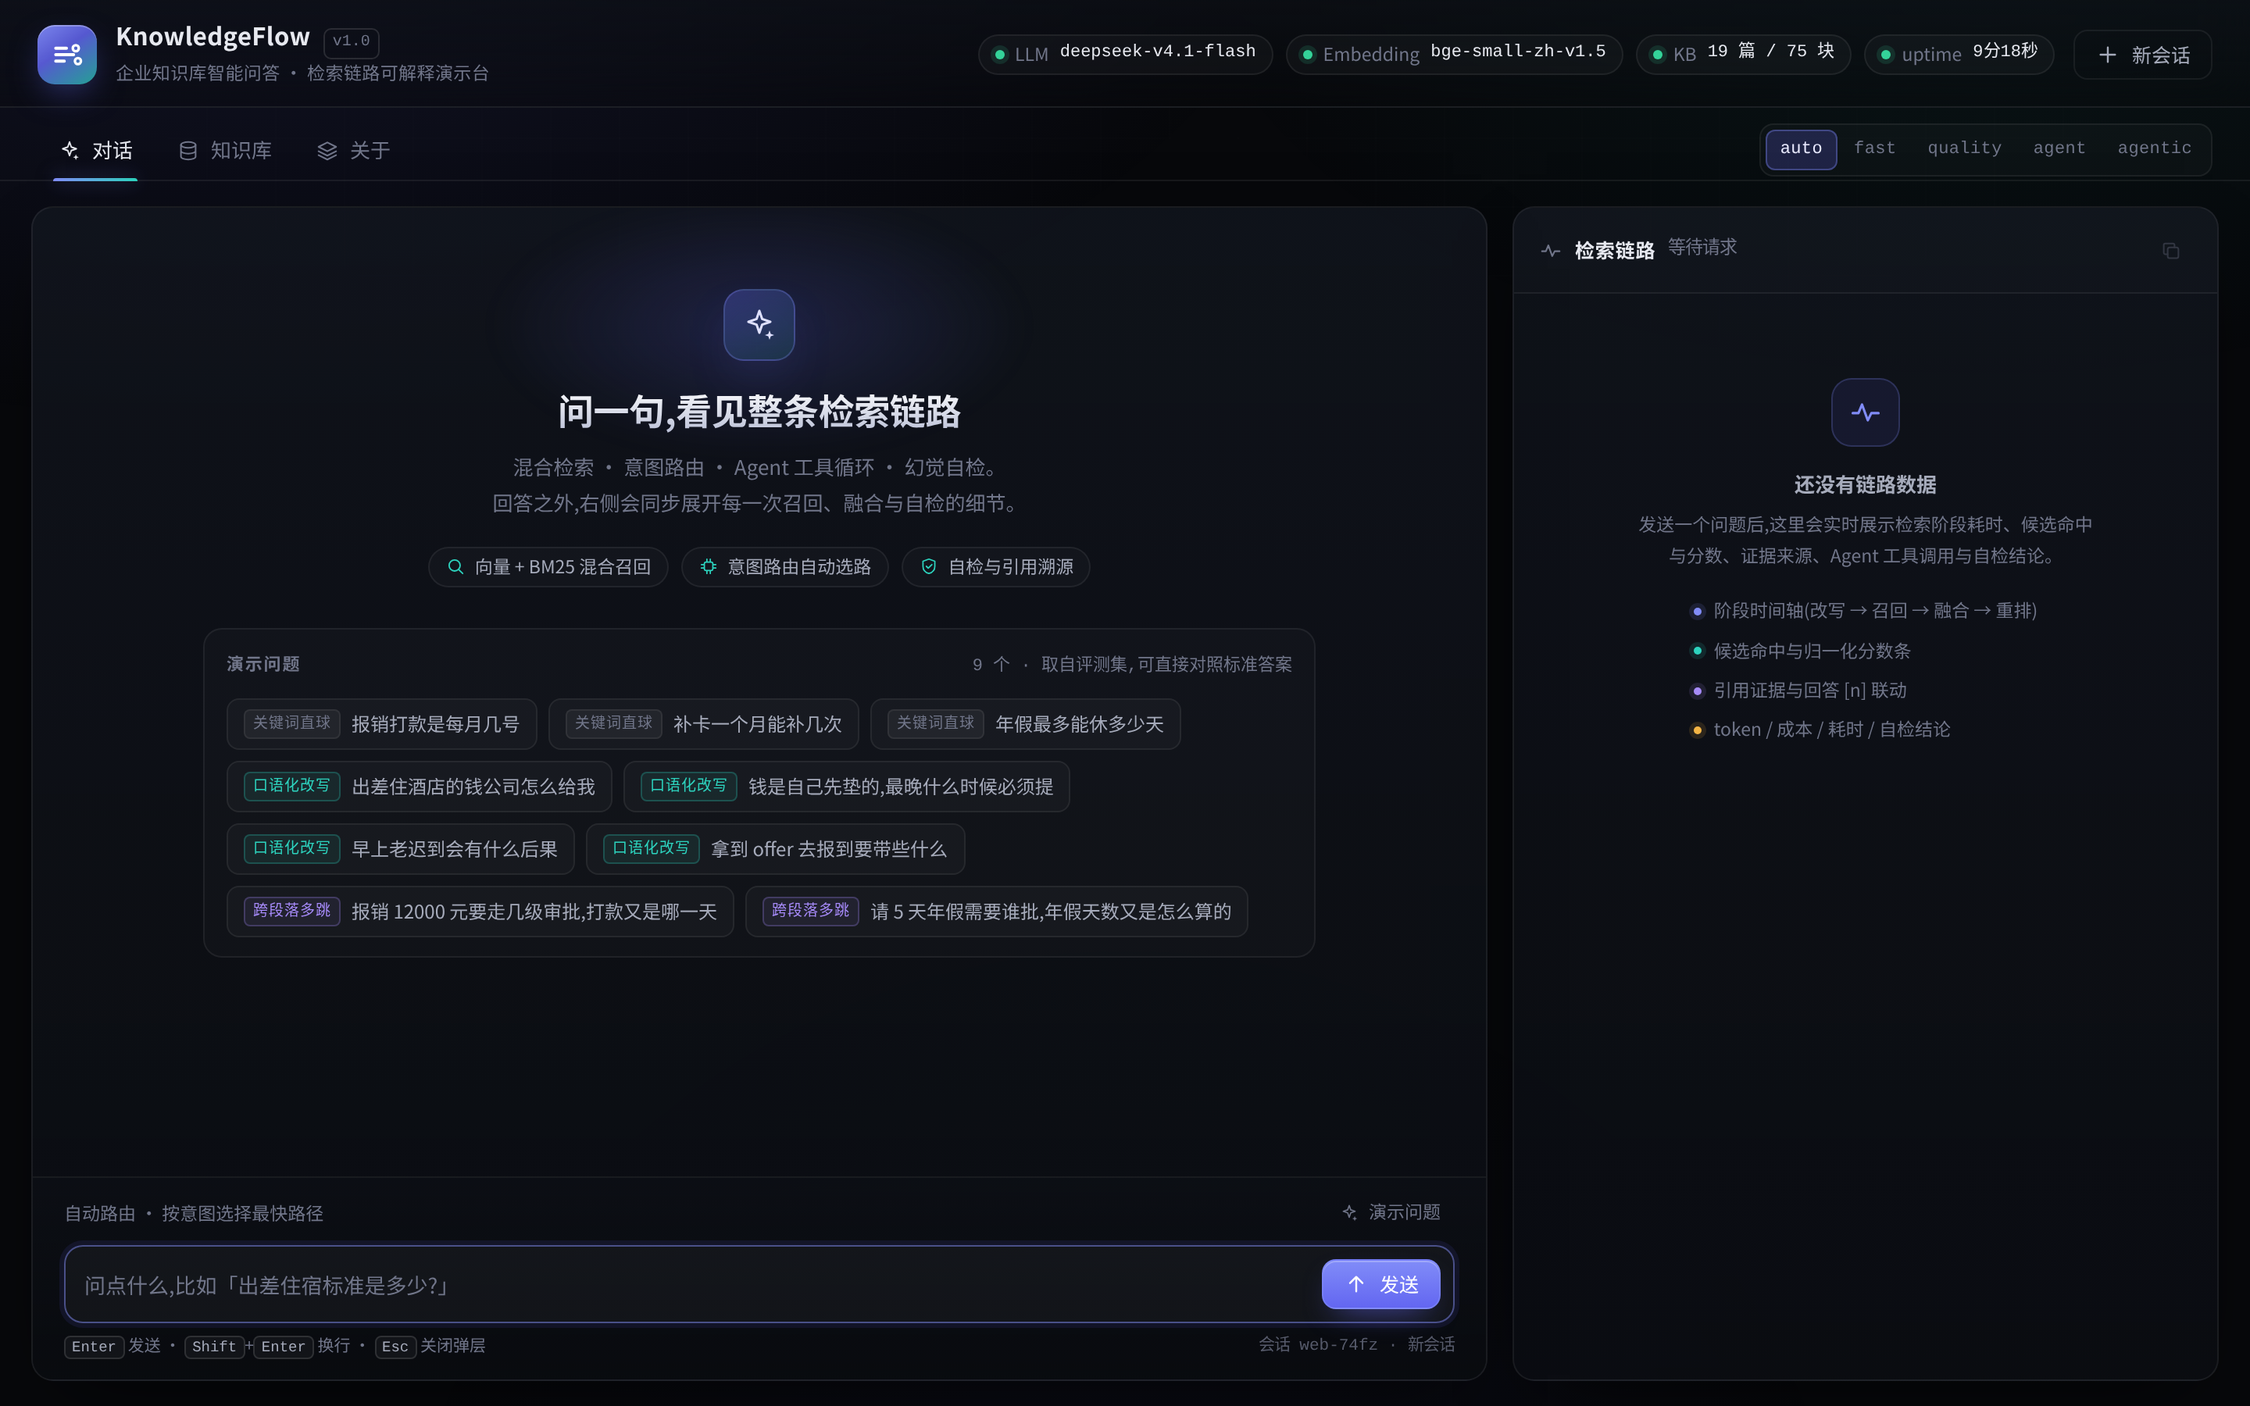 KnowledgeFlow v1.0
企业知识库智能问答 • 检索链路可解释演示台
LLM deepseek-v4.1-flash
Embedding bge-small-zh-v1.5
KB 19 篇 / 75 块
uptime 9分18秒
新会话
对话
知识库
关于
auto
fast
quality
agent
agentic
问一句,看见整条检索链路
混合检索 • 意图路由 • Agent 工具循环 • 幻觉自检。
回答之外,右侧会同步展开每一次召回、融合与自检的细节。
向量 + BM25 混合召回
意图路由自动选路
自检与引用溯源
演示问题
9 个 · 取自评测集,可直接对照标准答案
关键词直球 报销打款是每月几号
关键词直球 补卡一个月能补几次
关键词直球 年假最多能休多少天
口语化改写 出差住酒店的钱公司怎么给我
口语化改写 钱是自己先垫的,最晚什么时候必须提
口语化改写 早上老迟到会有什么后果
口语化改写 拿到 offer 去报到要带些什么
跨段落多跳 报销 12000 元要走几级审批,打款又是哪一天
跨段落多跳 请 5 天年假需要谁批,年假天数又是怎么算的
自动路由 • 按意图选择最快路径
演示问题
问点什么,比如「出差住宿标准是多少?」
发送
Enter 发送 • Shift+Enter 换行 • Esc 关闭弹层
会话 web-74fz · 新会话
检索链路 等待请求
还没有链路数据
发送一个问题后,这里会实时展示检索阶段耗时、候选命中
与分数、证据来源、Agent 工具调用与自检结论。
阶段时间轴(改写 → 召回 → 融合 → 重排)
候选命中与归一化分数条
引用证据与回答 [n] 联动
token / 成本 / 耗时 / 自检结论